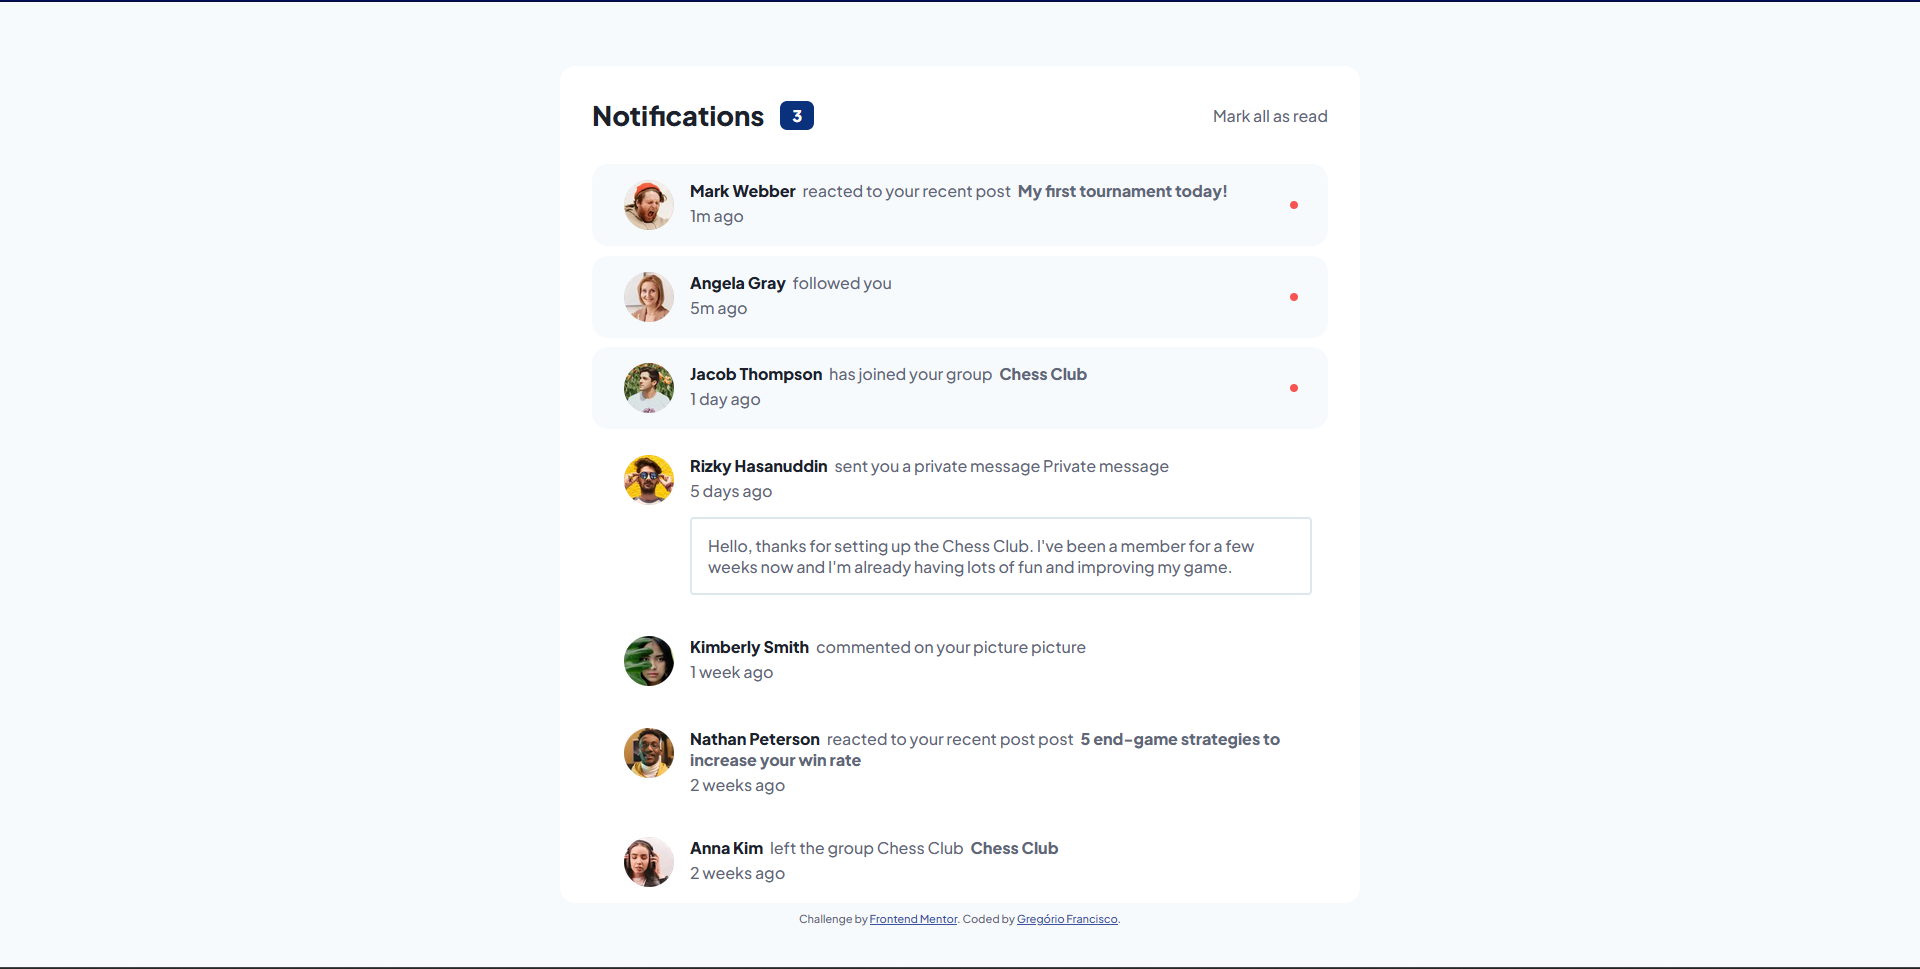 Notifications 3
Mark all as read
Mark Webber reacted to your recent post My first tournament today!
1m ago
Angela Gray followed you
5m ago
Jacob Thompson has joined your group Chess Club
1 day ago
Rizky Hasanuddin sent you a private message Private message
5 days ago
Hello, thanks for setting up the Chess Club. I've been a member for a few
weeks now and I'm already having lots of fun and improving my game.
Kimberly Smith commented on your picture picture
1 week ago
Nathan Peterson reacted to your recent post post 5 end-game strategies to
increase your win rate
2 weeks ago
Anna Kim left the group Chess Club Chess Club
2 weeks ago
Challenge by Frontend Mentor. Coded by Gregório Francisco.